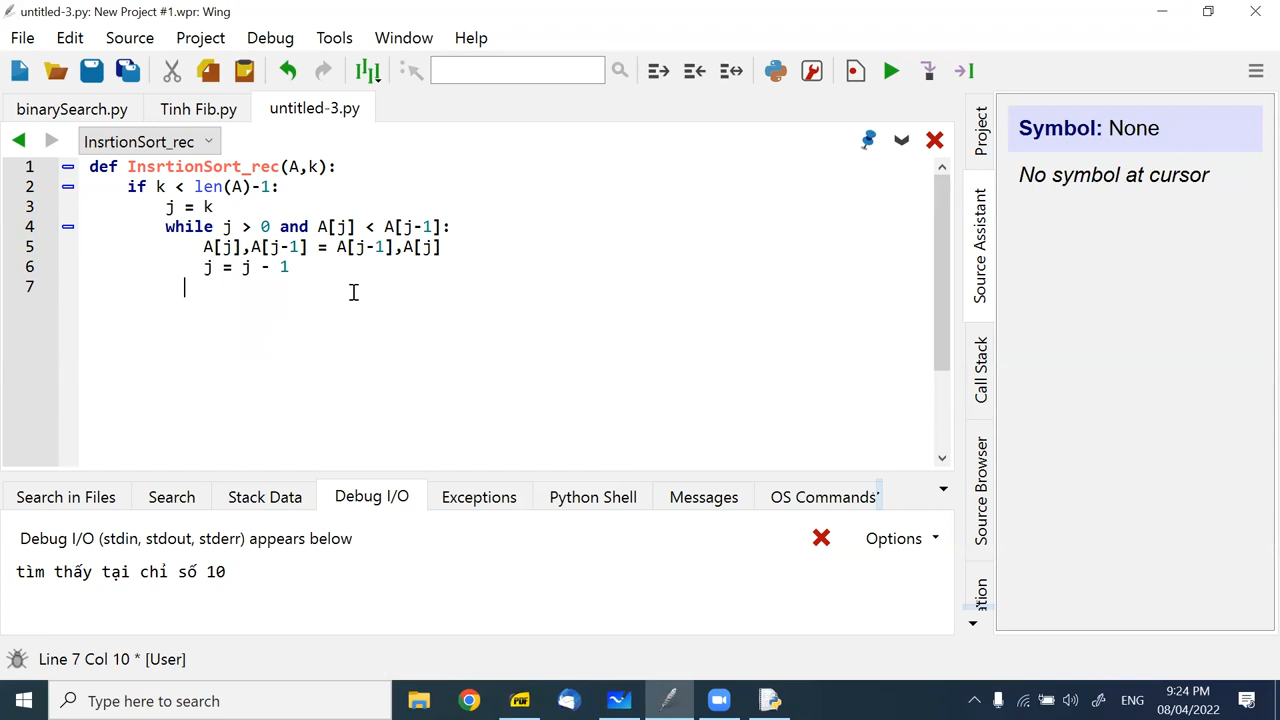 untitled-3.py: New Project #1.wpr: Wing
File Edit Source Project Debug Tools Window Help
binarySearch.py Tinh Fib.py untitled-3.py
InsrtionSort_rec
1 def InsrtionSort_rec(A,k):
2 if k < len(A)-1:
3 j = k
4 while j > 0 and A[j] < A[j-1]:
5 A[j],A[j-1] = A[j-1],A[j]
6 j = j - 1
7
Project
Source Assistant
Call Stack
Source Browser
Symbol: None
No symbol at cursor
Search in Files Search Stack Data Debug I/O Exceptions Python Shell Messages OS Commands
Debug I/O (stdin, stdout, stderr) appears below Options
tìm thấy tại chỉ số 10
Line 7 Col 10 * [User]
Type here to search
PDF
ENG
9:24 PM
08/04/2022